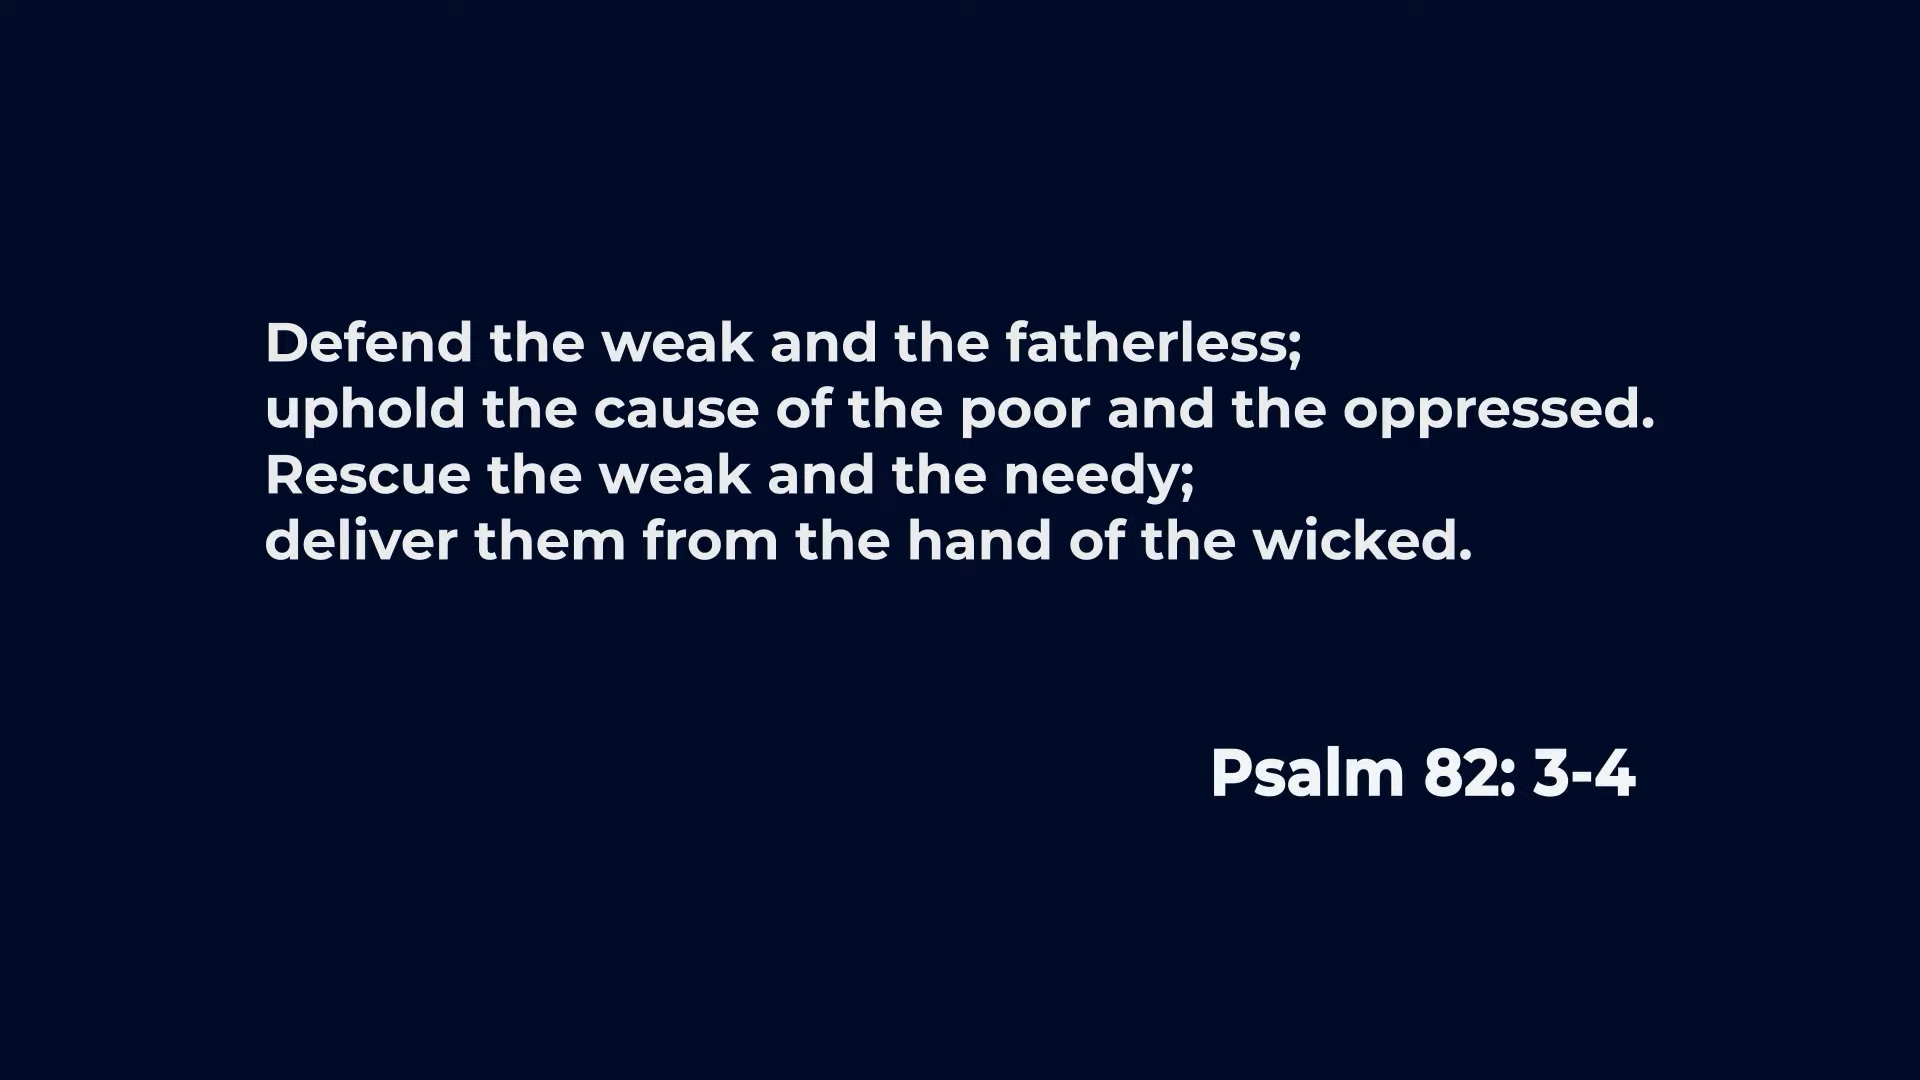 Defend the weak and the fatherless;
uphold the cause of the poor and the oppressed.
Rescue the weak and the needy;
deliver them from the hand of the wicked.
Psalm 82: 3-4